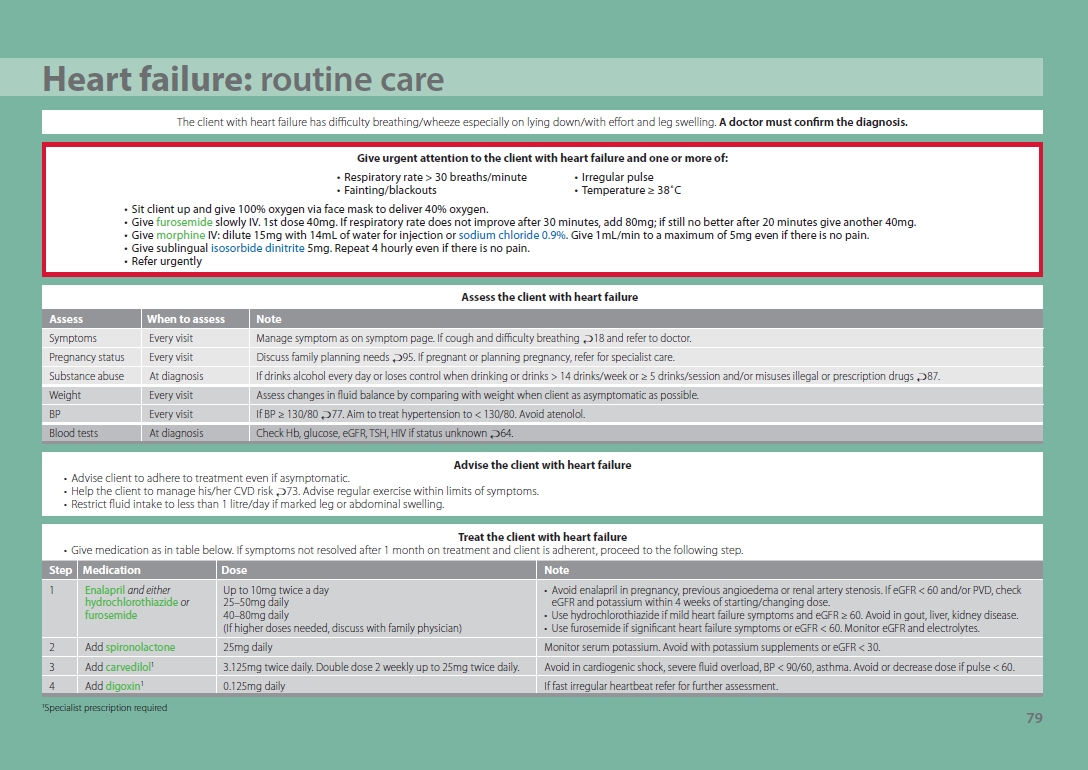 Heart failure: routine care
The client with heart failure has difficulty breathing/wheeze especially on lying down/with effort and leg swelling. A doctor must confirm the diagnosis.
Give urgent attention to the client with heart failure and one or more of:
• Respiratory rate > 30 breaths/minute
• Fainting/blackouts
• Irregular pulse
• Temperature ≥ 38˚C
• Sit client up and give 100% oxygen via face mask to deliver 40% oxygen.
• Give furosemide slowly IV. 1st dose 40mg. If respiratory rate does not improve after 30 minutes, add 80mg; if still no better after 20 minutes give another 40mg.
• Give morphine IV: dilute 15mg with 14mL of water for injection or sodium chloride 0.9%. Give 1mL/min to a maximum of 5mg even if there is no pain.
• Give sublingual isosorbide dinitrite 5mg. Repeat 4 hourly even if there is no pain.
• Refer urgently
Assess the client with heart failure
Assess When to assess Note
Symptoms Every visit Manage symptom as on symptom page. If cough and difficulty breathing ⮌18 and refer to doctor.
Pregnancy status Every visit Discuss family planning needs ⮌95. If pregnant or planning pregnancy, refer for specialist care.
Substance abuse At diagnosis If drinks alcohol every day or loses control when drinking or drinks > 14 drinks/week or ≥ 5 drinks/session and/or misuses illegal or prescription drugs ⮌87.
Weight Every visit Assess changes in fluid balance by comparing with weight when client as asymptomatic as possible.
BP Every visit If BP ≥ 130/80 ⮌77. Aim to treat hypertension to < 130/80. Avoid atenolol.
Blood tests At diagnosis Check Hb, glucose, eGFR, TSH, HIV if status unknown ⮌64.
Advise the client with heart failure
• Advise client to adhere to treatment even if asymptomatic.
• Help the client to manage his/her CVD risk ⮌73. Advise regular exercise within limits of symptoms.
• Restrict fluid intake to less than 1 litre/day if marked leg or abdominal swelling.
Treat the client with heart failure
• Give medication as in table below. If symptoms not resolved after 1 month on treatment and client is adherent, proceed to the following step.
Step Medication Dose Note
1 Enalapril and either
hydrochlorothiazide or
furosemide
Up to 10mg twice a day
25–50mg daily
40–80mg daily
(If higher doses needed, discuss with family physician)
• Avoid enalapril in pregnancy, previous angioedema or renal artery stenosis. If eGFR < 60 and/or PVD, check
eGFR and potassium within 4 weeks of starting/changing dose.
• Use hydrochlorothiazide if mild heart failure symptoms and eGFR ≥ 60. Avoid in gout, liver, kidney disease.
• Use furosemide if significant heart failure symptoms or eGFR < 60. Monitor eGFR and electrolytes.
2 Add spironolactone 25mg daily Monitor serum potassium. Avoid with potassium supplements or eGFR < 30.
3 Add carvedilol¹ 3.125mg twice daily. Double dose 2 weekly up to 25mg twice daily. Avoid in cardiogenic shock, severe fluid overload, BP < 90/60, asthma. Avoid or decrease dose if pulse < 60.
4 Add digoxin¹ 0.125mg daily If fast irregular heartbeat refer for further assessment.
¹Specialist prescription required
79